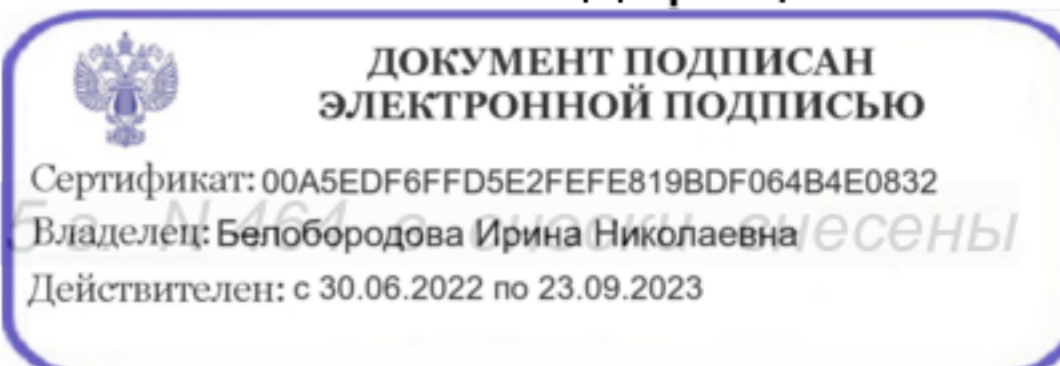 ДОКУМЕНТ ПОДПИСАН
ЭЛЕКТРОННОЙ ПОДПИСЬЮ
Сертификат: 00A5EDF6FFD5E2FEFE819BDF064B4E0832
Владелец: Белобородова Ирина Николаевна
Действителен: с 30.06.2022 по 23.09.2023